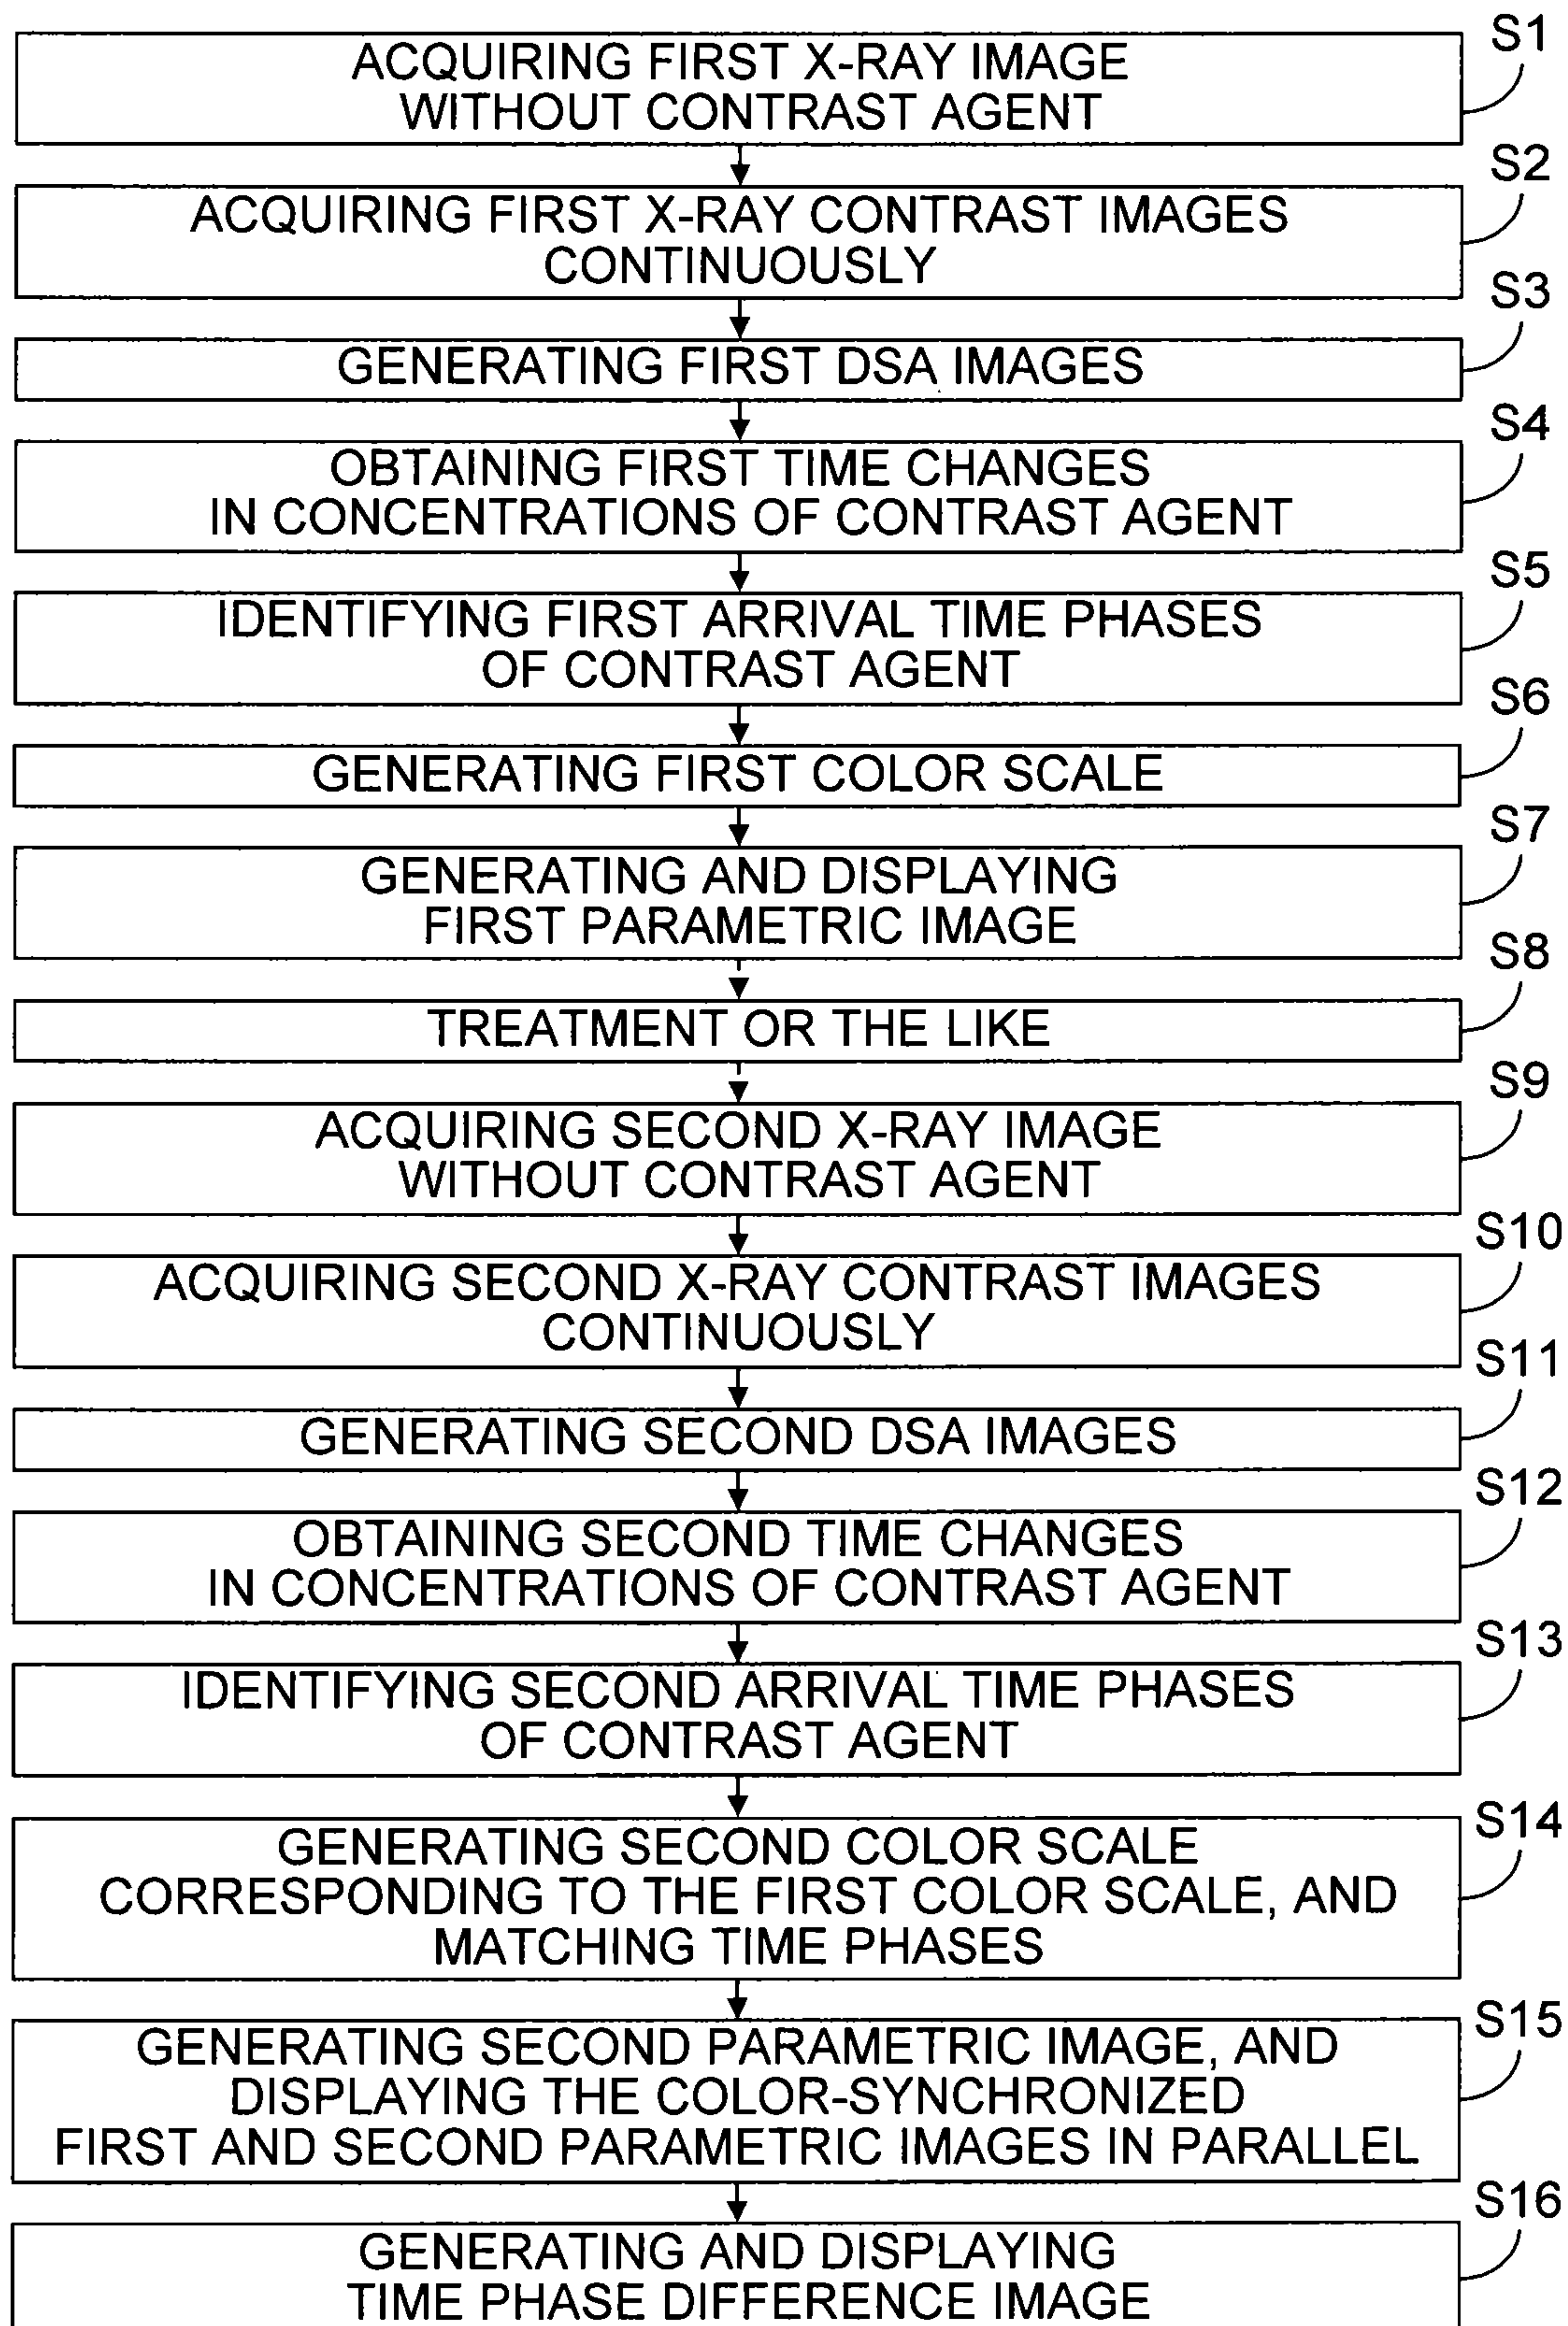 S1
ACQUIRING FIRST X-RAY IMAGE
WITHOUT CONTRAST AGENT
S2
ACQUIRING FIRST X-RAY CONTRAST IMAGES
CONTINUOUSLY
S3
GENERATING FIRST DSA IMAGES
S4
OBTAINING FIRST TIME CHANGES
IN CONCENTRATIONS OF CONTRAST AGENT
S5
IDENTIFYING FIRST ARRIVAL TIME PHASES
OF CONTRAST AGENT
S6
GENERATING FIRST COLOR SCALE
S7
GENERATING AND DISPLAYING
FIRST PARAMETRIC IMAGE
S8
TREATMENT OR THE LIKE
S9
ACQUIRING SECOND X-RAY IMAGE
WITHOUT CONTRAST AGENT
S10
ACQUIRING SECOND X-RAY CONTRAST IMAGES
CONTINUOUSLY
S11
GENERATING SECOND DSA IMAGES
S12
OBTAINING SECOND TIME CHANGES
IN CONCENTRATIONS OF CONTRAST AGENT
S13
IDENTIFYING SECOND ARRIVAL TIME PHASES
OF CONTRAST AGENT
S14
GENERATING SECOND COLOR SCALE
CORRESPONDING TO THE FIRST COLOR SCALE, AND
MATCHING TIME PHASES
S15
GENERATING SECOND PARAMETRIC IMAGE, AND
DISPLAYING THE COLOR-SYNCHRONIZED
FIRST AND SECOND PARAMETRIC IMAGES IN PARALLEL
S16
GENERATING AND DISPLAYING
TIME PHASE DIFFERENCE IMAGE